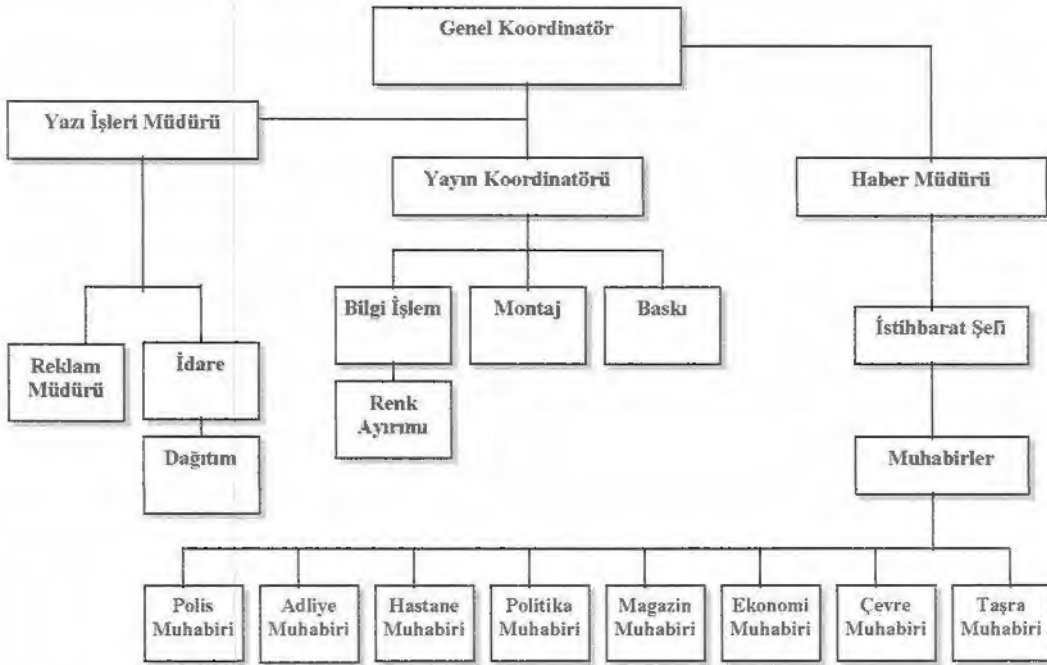 Genel Koordinatör
Yazı İşleri Müdürü
Yayın Koordinatörü
Haber Müdürü
Bilgi İşlem
Montaj
Baskı
İstihbarat Şefi
Reklam
Müdürü
İdare
Renk
Ayırımı
Dağıtım
Muhabirler
Polis
Muhabiri
Adliye
Muhabiri
Hastane
Muhabiri
Politika
Muhabiri
Magazin
Muhabiri
Ekonomi
Muhabiri
Çevre
Muhabiri
Taşra
Muhabiri